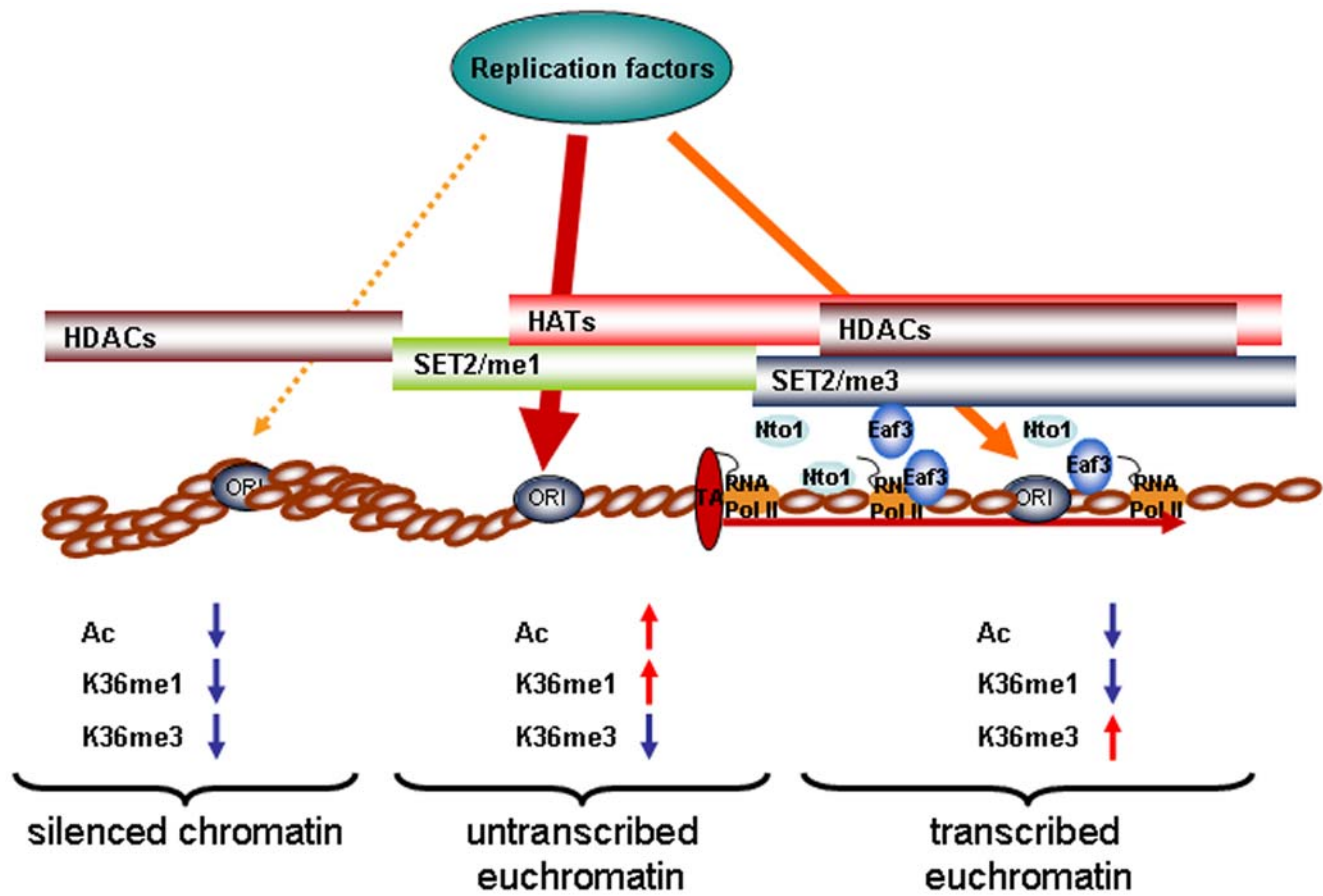 Replication factors
HDACs
HATs
HDACs
SET2/me1
SET2/me3
Nto1
Eaf3
Nto1
Nto1
Eaf3
Eaf3
ORI
ORI
TA
RNA
Pol II
RN
Pol II
ORI
RNA
Pol II
Ac
K36me1
K36me3
Ac
K36me1
K36me3
Ac
K36me1
K36me3
silenced chromatin
untranscribed
euchromatin
transcribed
euchromatin